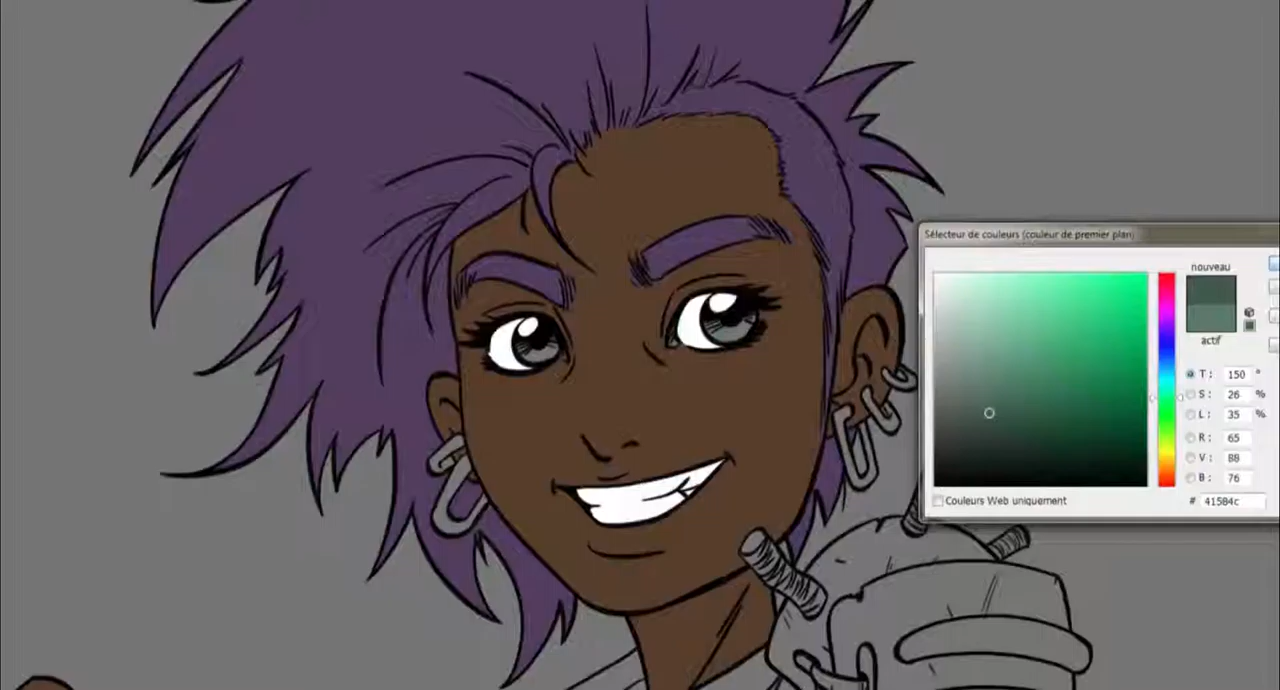 Sélecteur de couleurs (couleur de premier plan)
nouveau
actif
T : 150 °
S : 26 %
L : 35 %
R : 65
V : 88
B : 76
Couleurs Web uniquement
# 41584c